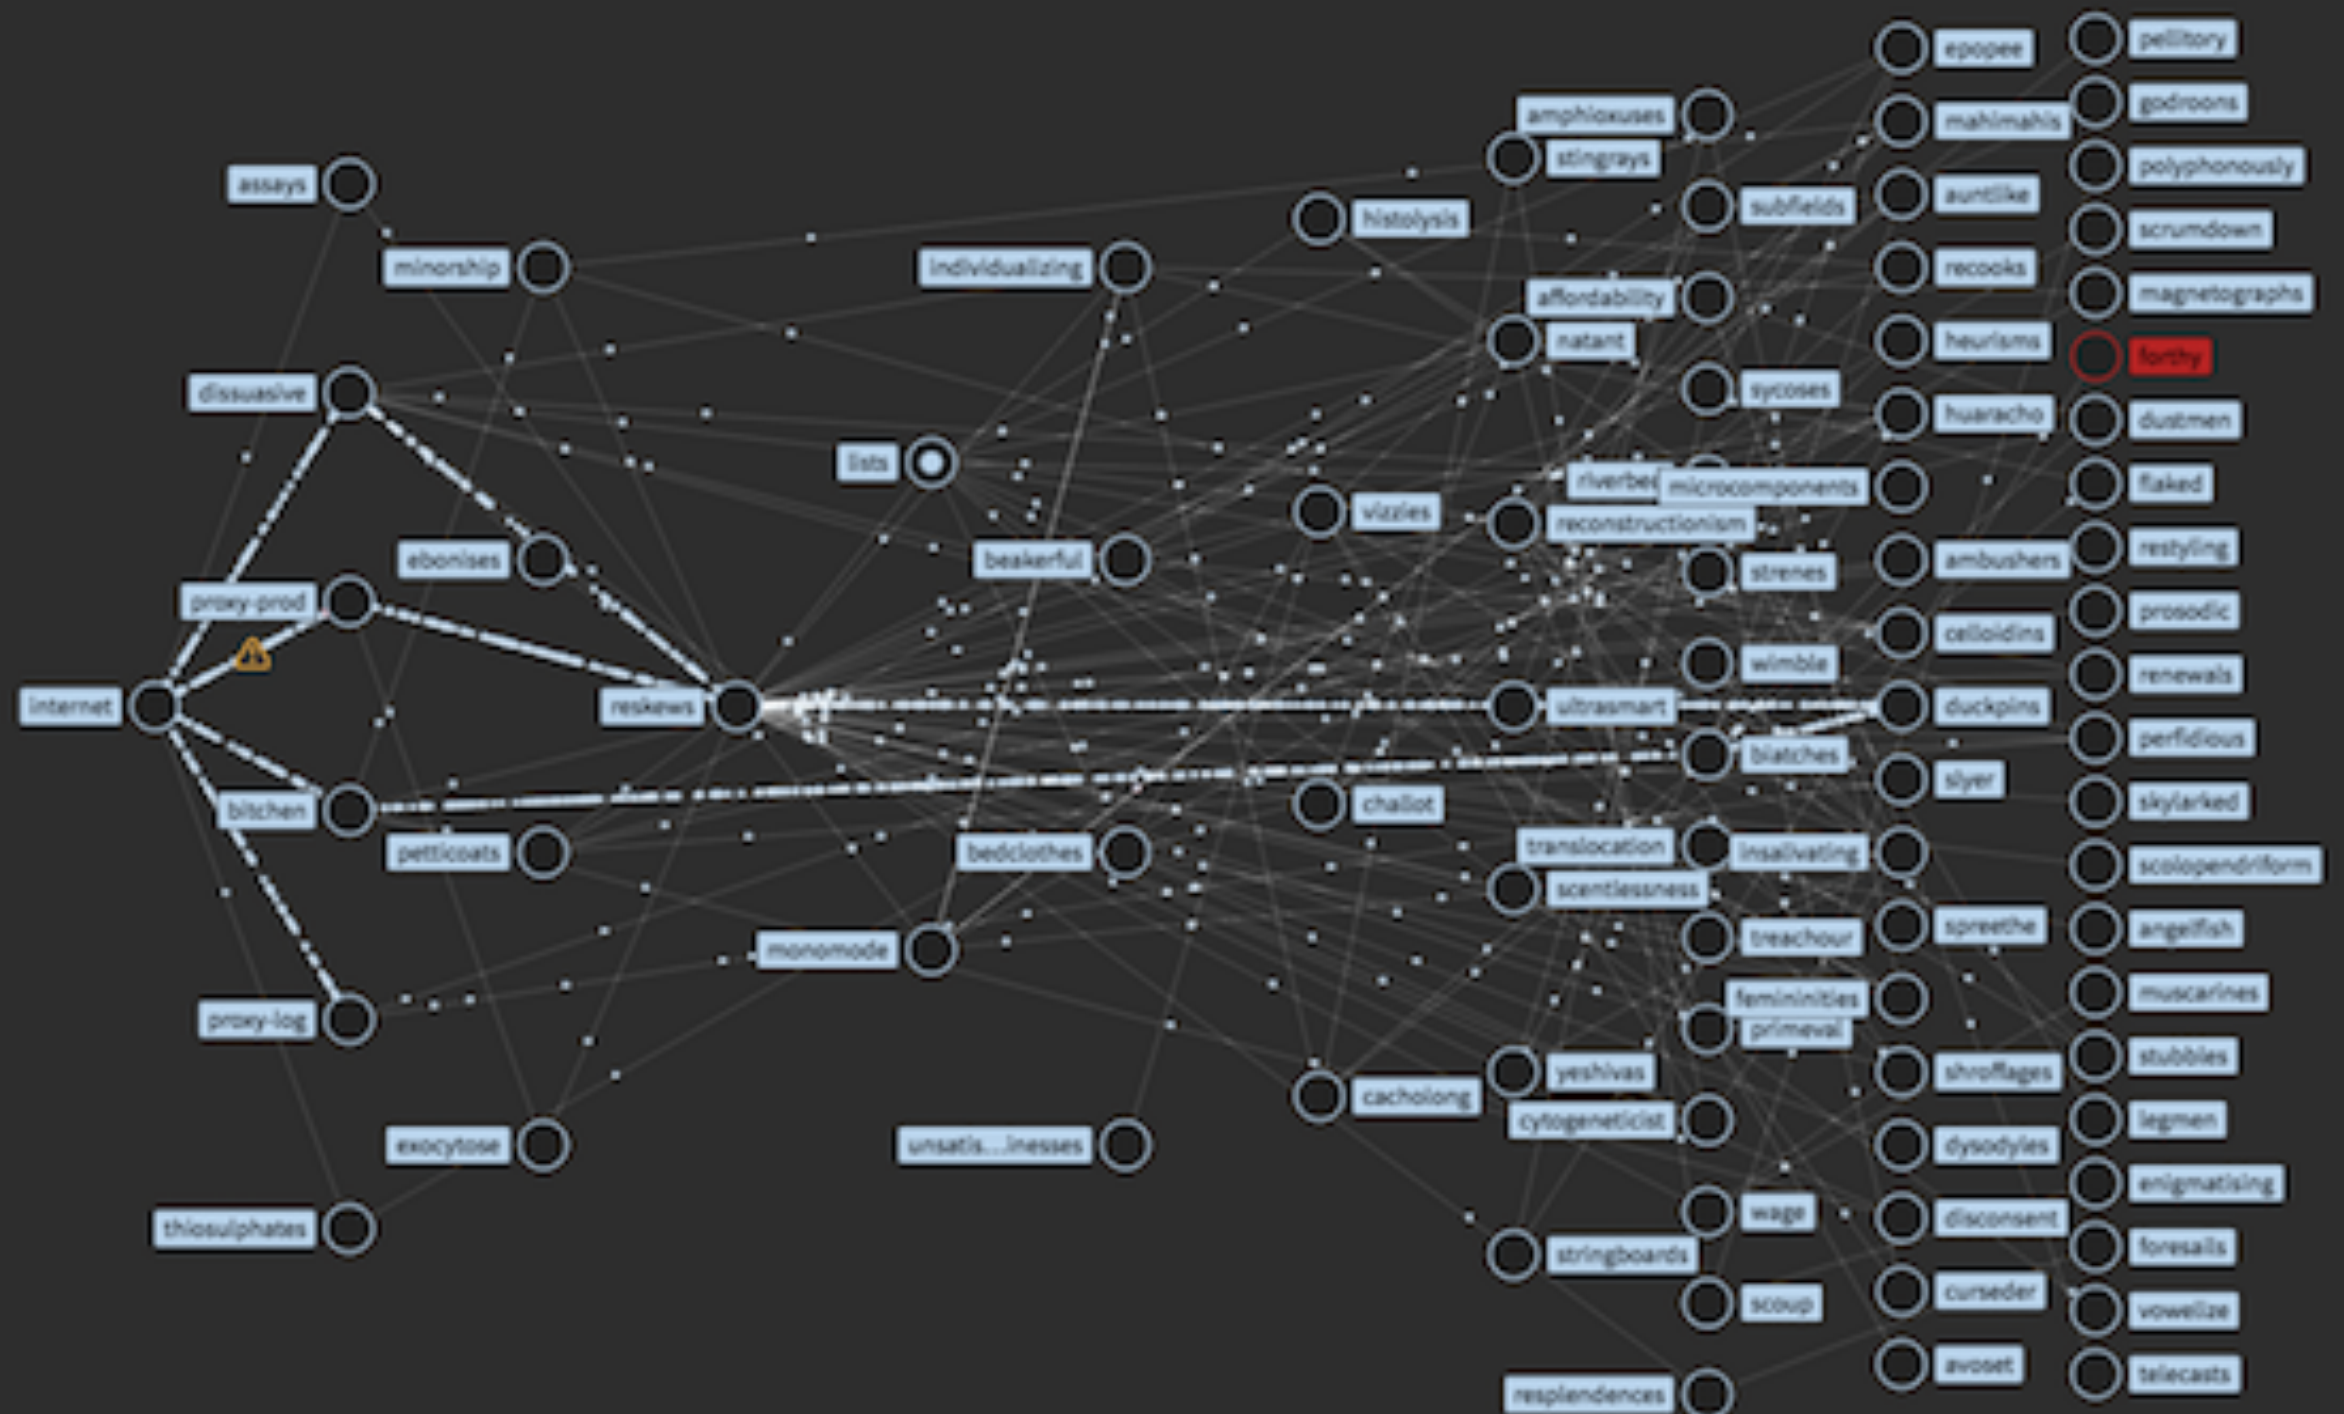 assays
dissuasive
proxy-prod
internet
bitchen
proxy-log
thiosulphates
minorship
ebonises
petticoats
exocytose
reskews
lists
monomode
individualizing
beakerful
bedclothes
unsatis...inesses
histolysis
vizzies
chaliot
cacholong
stingrays
natant
reconstructionism
ultrasmart
scentlessness
yeshivas
stringboards
amphioxuses
subfields
affordability
sycoses
strenes
wimble
biatches
translocation
treachour
primeval
cytogeneticist
wage
scoup
resplendences
epopee
mahimahis
auntlike
recooks
heurisms
huaracho
microcomponents
ambushers
celloidins
duckpins
slyer
insalivating
spreethe
femininities
shroffages
dysodyles
disconsent
curseder
avoset
pellitory
godroons
polyphonously
scrumdown
magnetographs
forthy
dustmen
flaked
restyling
prosodic
renewals
perfidious
skylarked
scolopendriform
angelfish
muscarines
stubbies
legmen
enigmatising
foresails
vowelize
telecasts